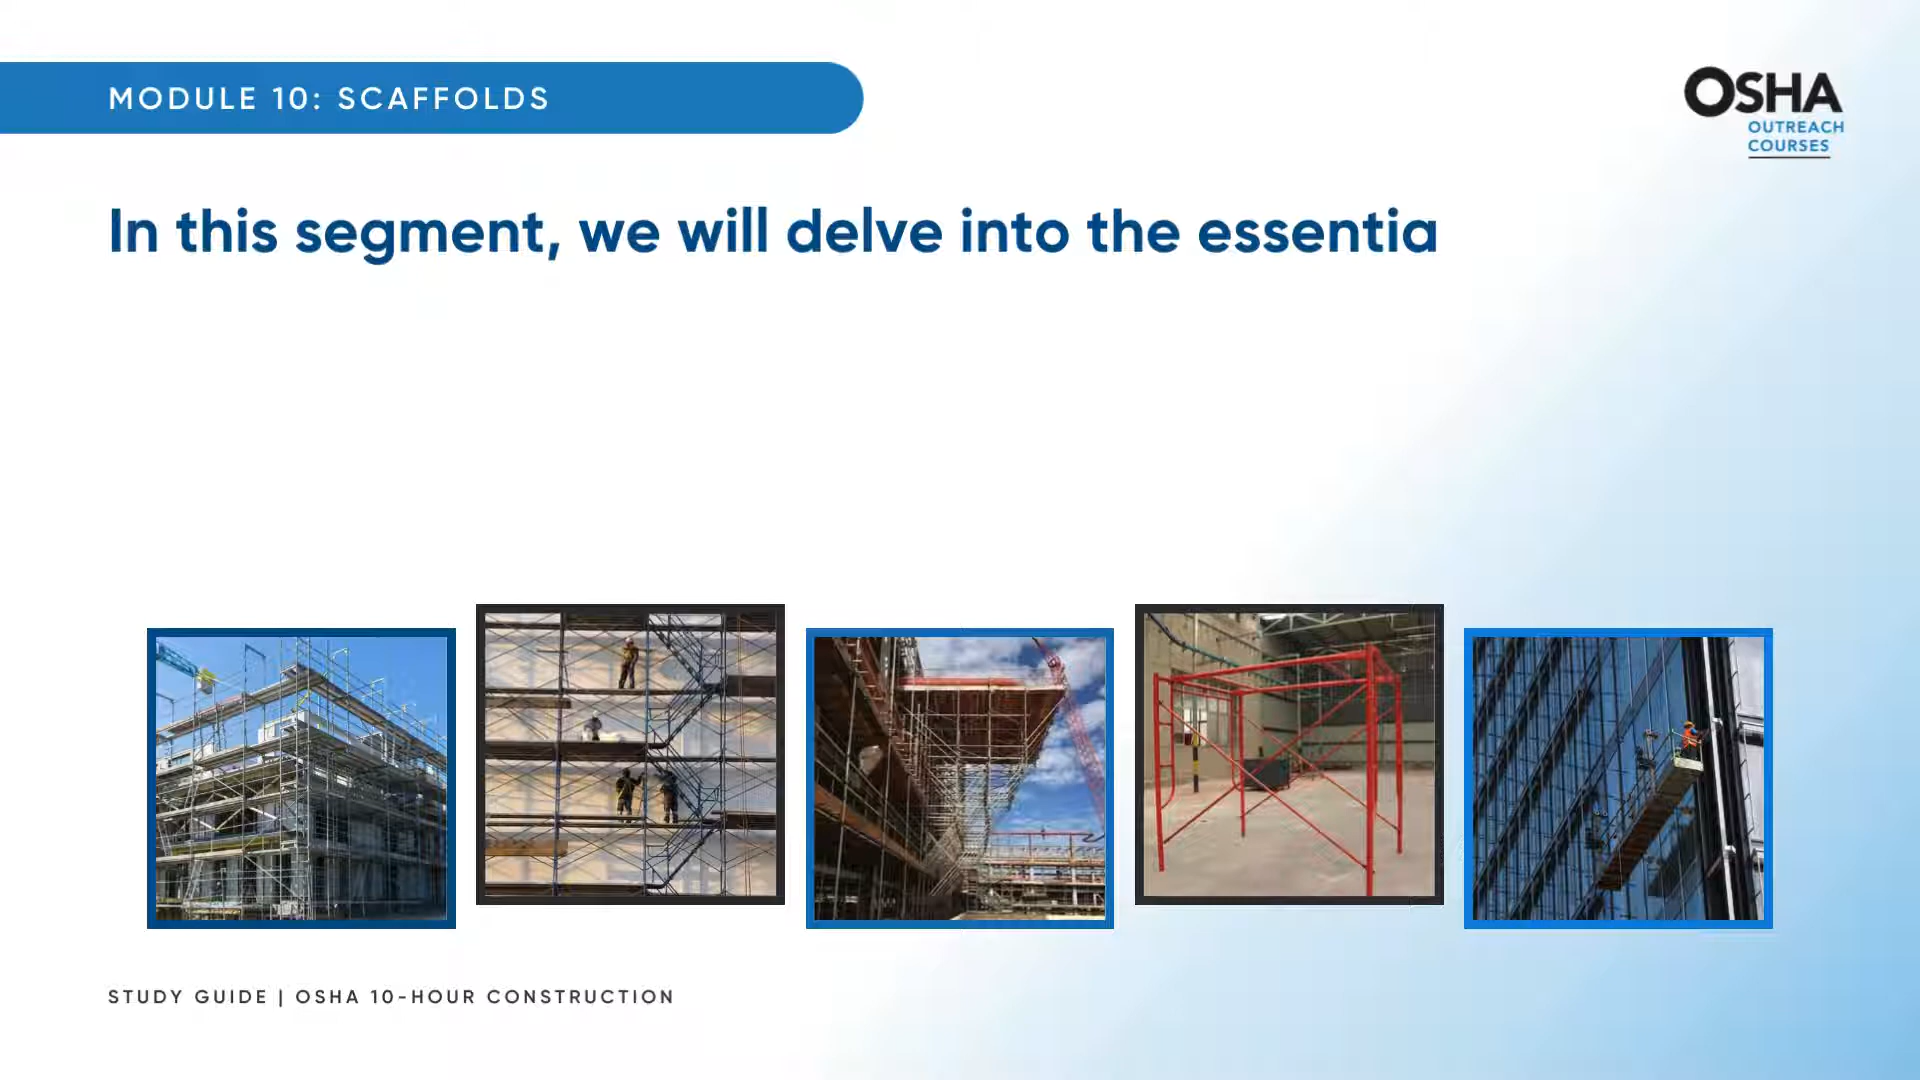 MODULE 10: SCAFFOLDS
OSHA
OUTREACH
COURSES
In this segment, we will delve into the essentia
STUDY GUIDE | OSHA 10-HOUR CONSTRUCTION